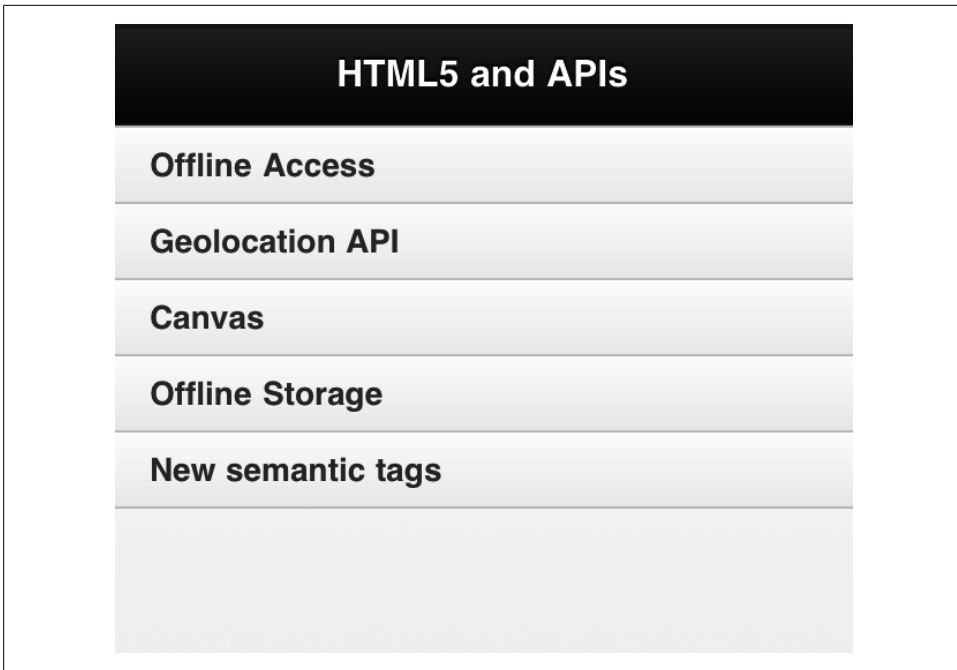 HTML5 and APIs
Offline Access
Geolocation API
Canvas
Offline Storage
New semantic tags